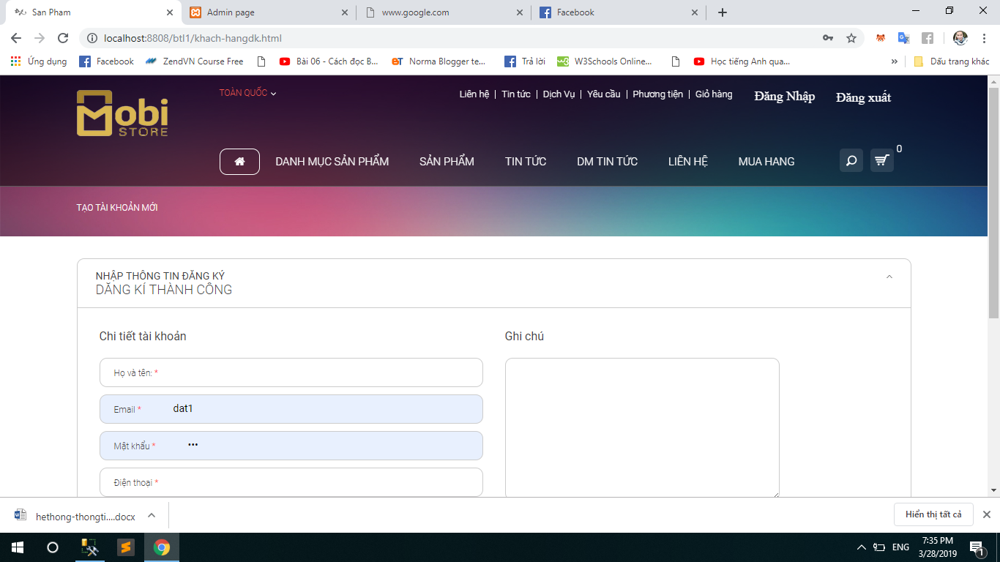 San Pham
Admin page
www.google.com
Facebook
localhost:8808/btl1/khach-hangdk.html
Ứng dụng
Facebook
ZendVN Course Free
Bài 06 - Cách đọc B...
Norma Blogger te...
Trả lời
W3Schools Online...
Học tiếng Anh qua...
»
Dấu trang khác
Mobi
STORE
TOÀN QUỐC
Liên hệ | Tin tức | Dịch Vụ | Yêu cầu | Phương tiện | Giỏ hàng
Đăng Nhập
Đăng xuất
DANH MỤC SẢN PHẨM
SẢN PHẨM
TIN TỨC
DM TIN TỨC
LIÊN HỆ
MUA HANG
0
TẠO TÀI KHOẢN MỚI
NHẬP THÔNG TIN ĐĂNG KÝ
DĂNG KÍ THÀNH CÔNG
Chi tiết tài khoản
Ghi chú
Họ và tên: *
Email * dat1
Mật khẩu * •••
Điện thoại *
hethong-thongti....docx
Hiển thị tất cả
ENG
7:35 PM
3/28/2019
1